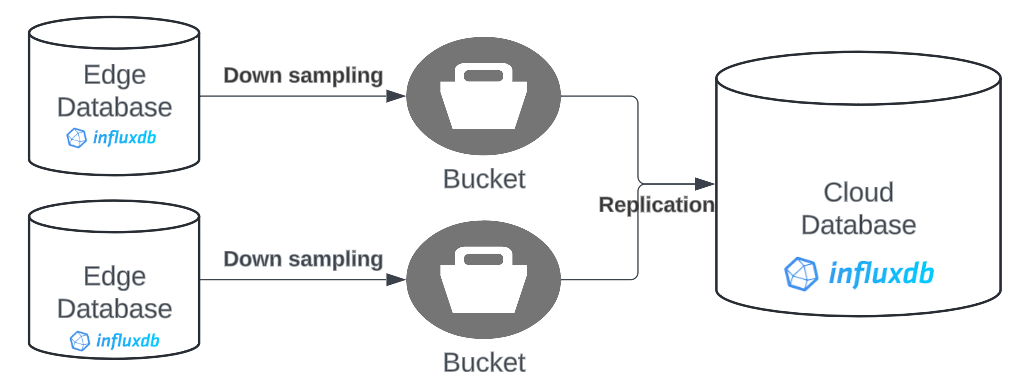 Edge
Database
influxdb
Down sampling
Bucket
Edge
Database
influxdb
Down sampling
Bucket
Replication
Cloud
Database
influxdb